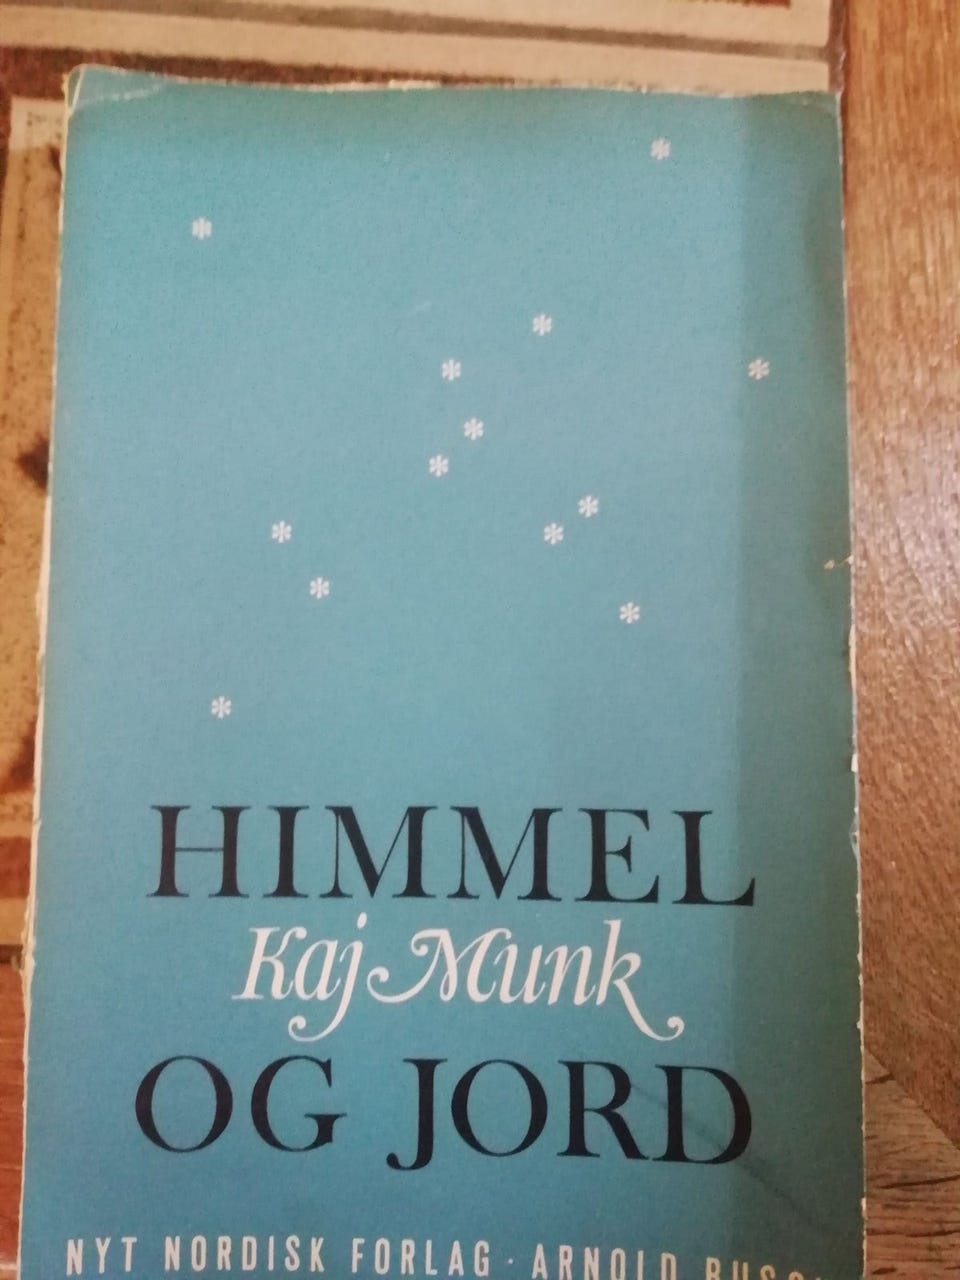 HIMMEL
Kaj Munk
OG JORD
NYT NORDISK FORLAG · ARNOLD